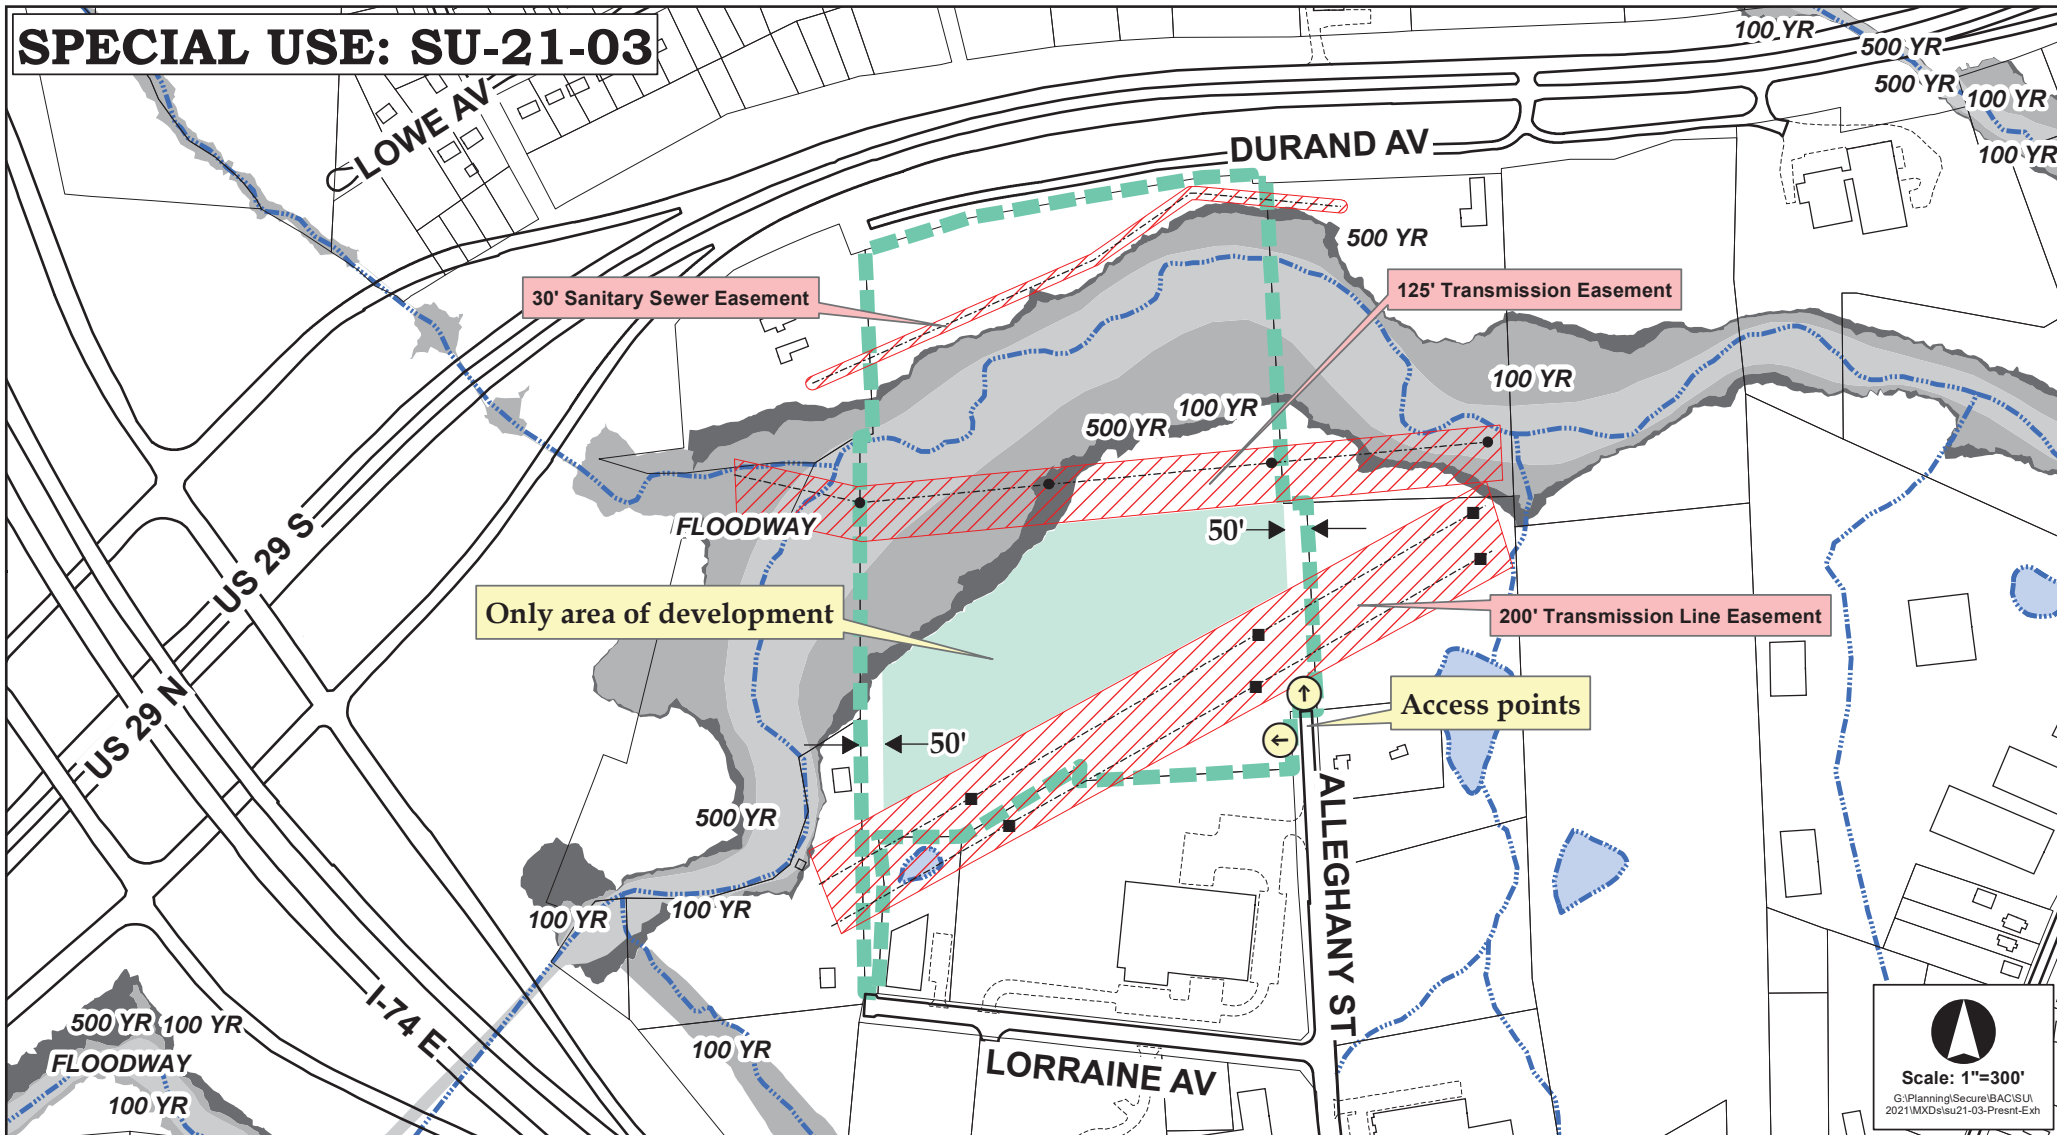 SPECIAL USE: SU-21-03
100 YR
500 YR
500 YR
100 YR
100 YR
LOWE AV
DURAND AV
500 YR
30' Sanitary Sewer Easement
125' Transmission Easement
100 YR
100 YR
500 YR
FLOODWAY
50'
US 29 S
Only area of development
200' Transmission Line Easement
US 29 N
Access points
50'
500 YR
ALLEGHANY ST
100 YR
100 YR
I-74 E
500 YR
100 YR
FLOODWAY
100 YR
100 YR
LORRAINE AV
Scale: 1"=300'
G:\Planning\Secure\BAC\SU\
2021\MXDs\su21-03-Presnt-Exh